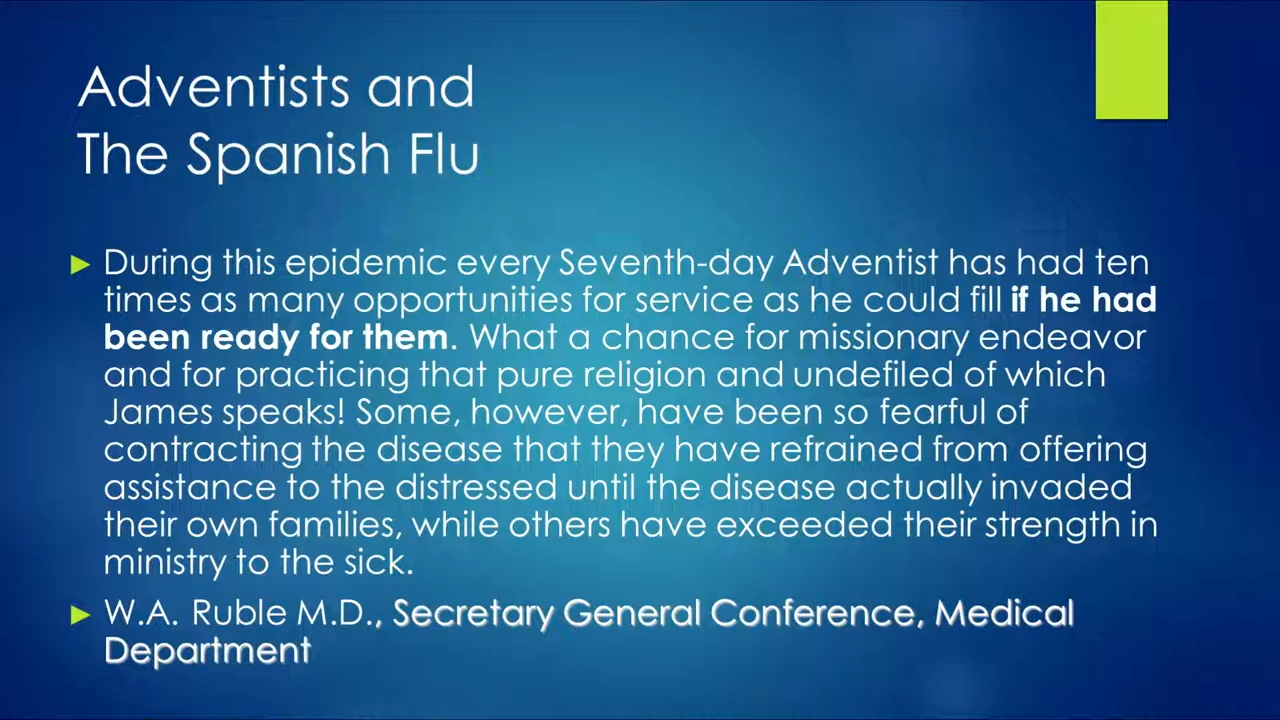 Adventists and
The Spanish Flu
During this epidemic every Seventh-day Adventist has had ten
times as many opportunities for service as he could fill if he had
been ready for them. What a chance for missionary endeavor
and for practicing that pure religion and undefiled of which
James speaks! Some, however, have been so fearful of
contracting the disease that they have refrained from offering
assistance to the distressed until the disease actually invaded
their own families, while others have exceeded their strength in
ministry to the sick.
W.A. Ruble M.D., Secretary General Conference, Medical
Department